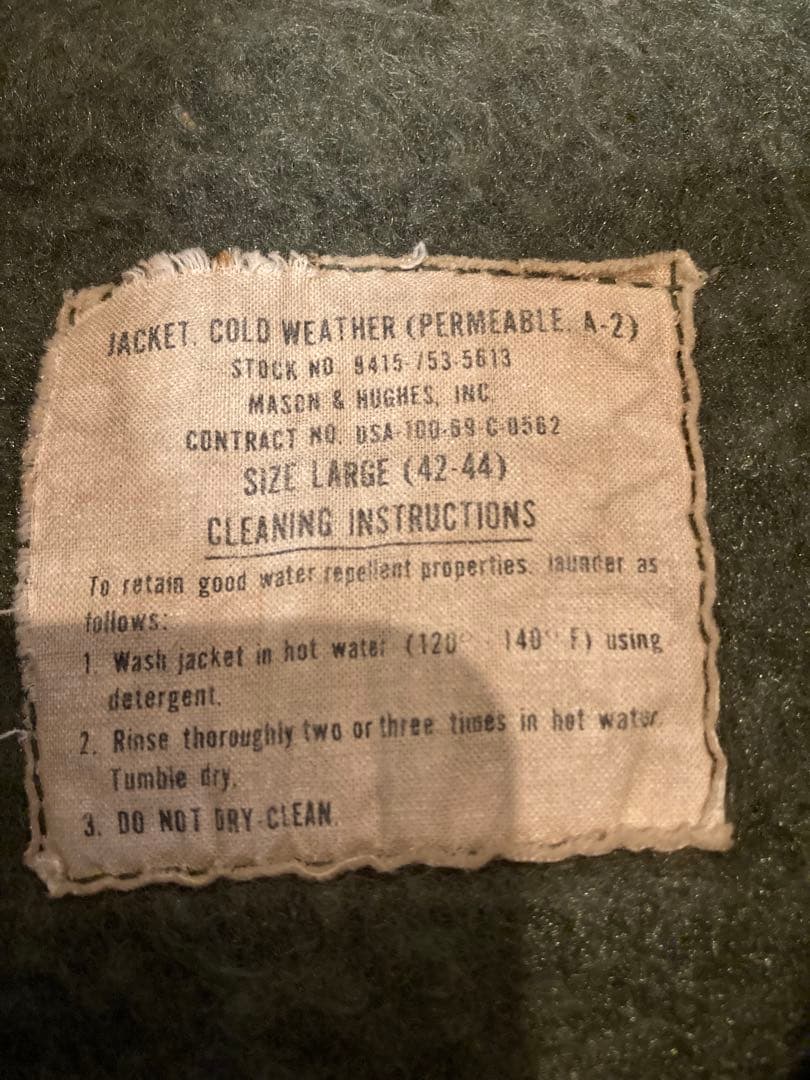 JACKET, COLD WEATHER (PERMEABLE, A-2)
STOCK NO. 8415-753-5613
MASON & HUGHES, INC.
CONTRACT NO. DSA-100-69-C-0562
SIZE LARGE (42-44)
CLEANING INSTRUCTIONS
To retain good water repellent properties, launder as
follows:
1. Wash jacket in hot water (120° - 140° F) using
detergent.
2. Rinse thoroughly two or three times in hot water.
Tumble dry.
3. DO NOT DRY-CLEAN.